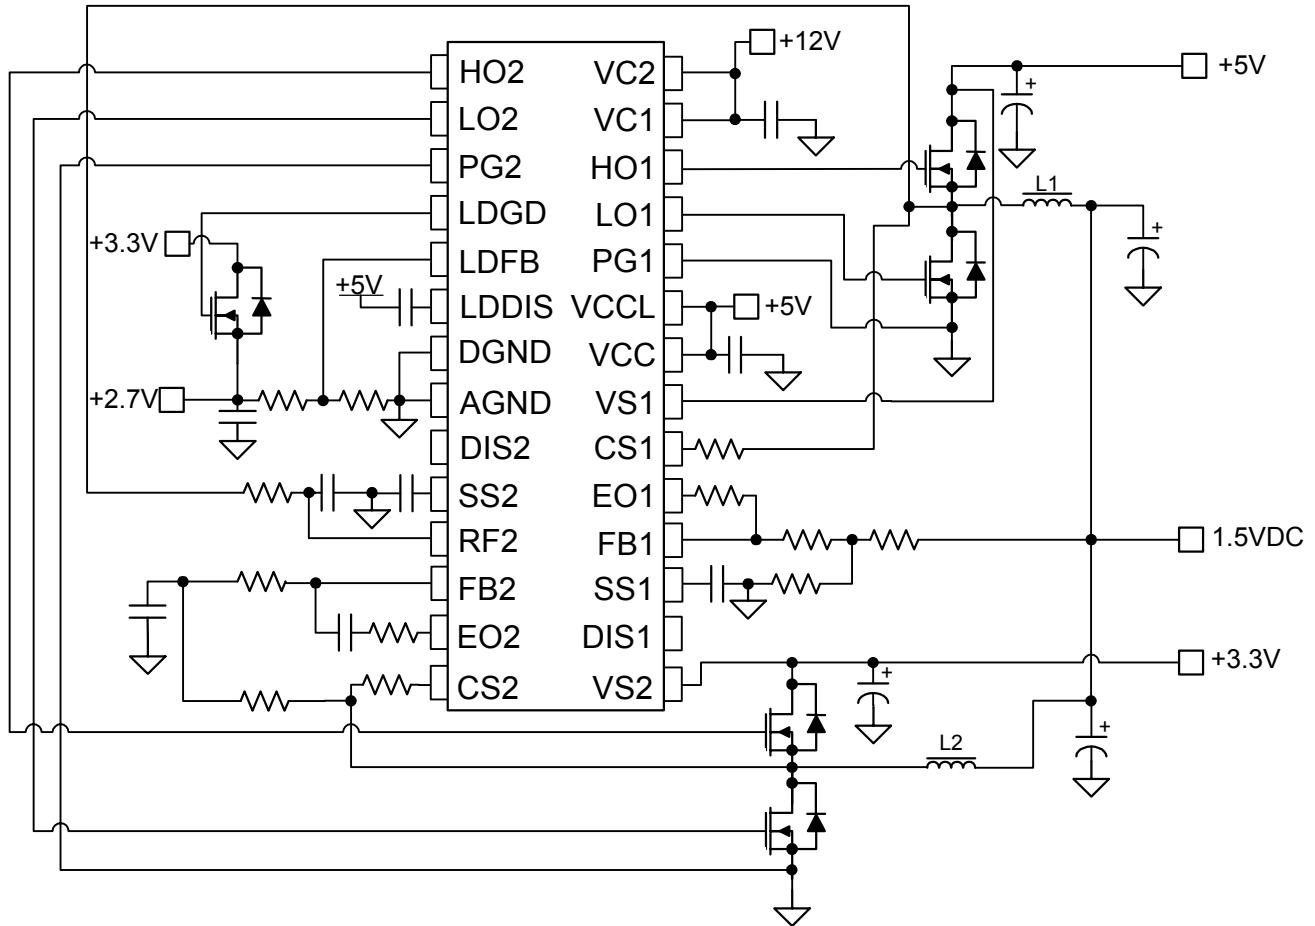 +12V
HO2 VC2 +5V
+
LO2 VC1
PG2 HO1
L1
LDGD LO1
+3.3V +
LDFB PG1
+5V
LDDIS VCCL +5V
DGND VCC
+2.7V AGND VS1
DIS2 CS1
SS2 EO1
RF2 FB1 1.5VDC
FB2 SS1
EO2 DIS1
+3.3V
CS2 VS2 +
+
L2